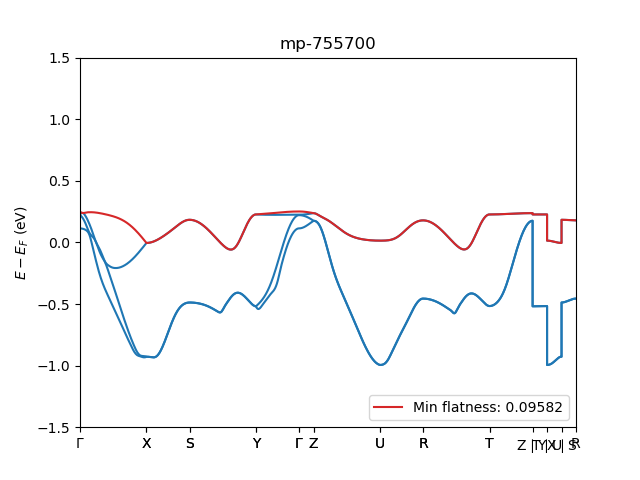 mp-755700
E − E_F (eV)
1.5
1.0
0.5
0.0
−0.5
−1.0
−1.5
Min flatness: 0.09582
Γ X S Y Γ Z U R T Z | T Y | X U | S R